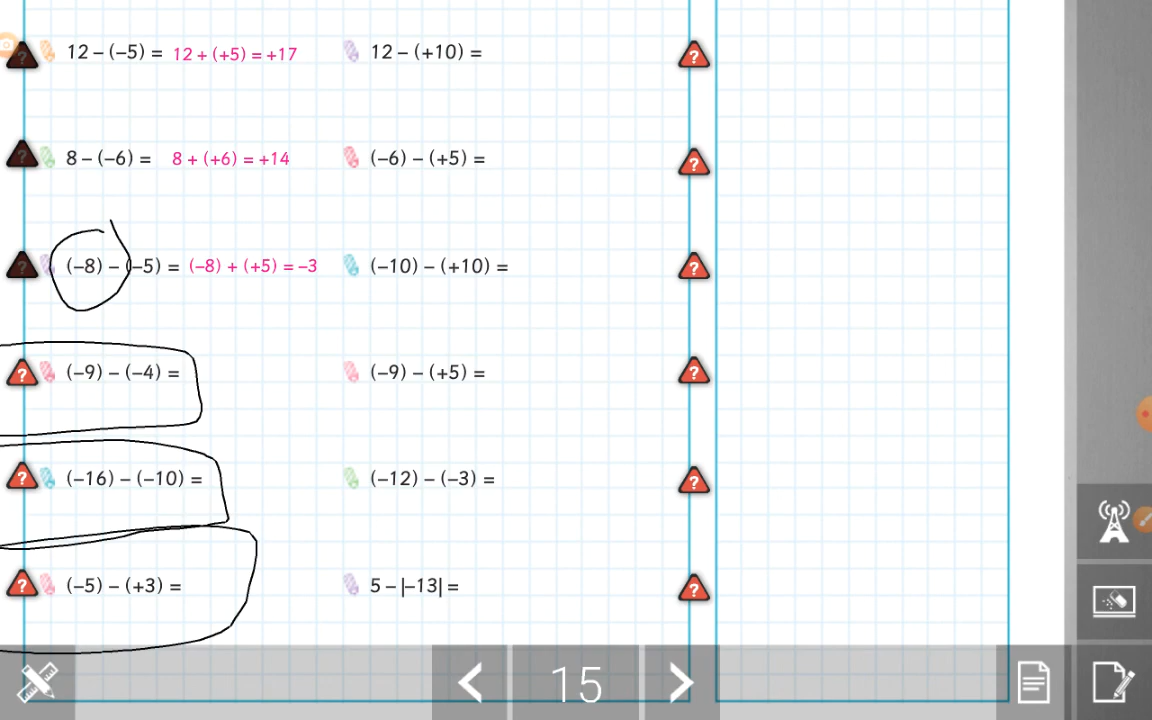 12 – (–5) = 12 + (+5) = +17
12 – (+10) =
8 – (–6) = 8 + (+6) = +14
(–6) – (+5) =
(–8) – (–5) = (–8) + (+5) = –3
(–10) – (+10) =
(–9) – (–4) =
(–9) – (+5) =
(–16) – (–10) =
(–12) – (–3) =
(–5) – (+3) =
5 – |–13| =
15